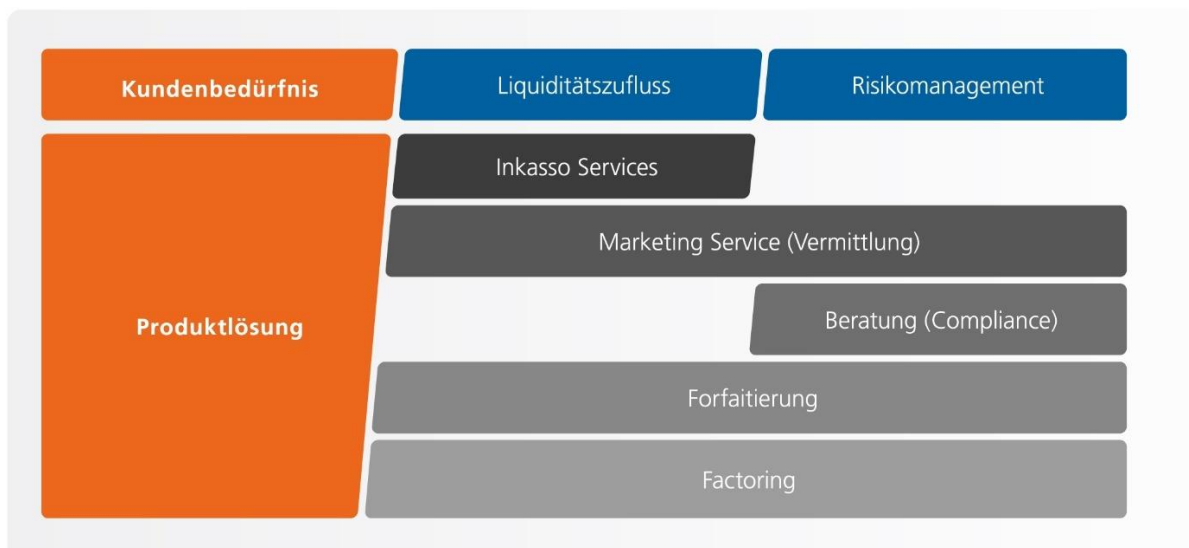 Kundenbedürfnis
Liquiditätszufluss
Risikomanagement
Produktlösung
Inkasso Services
Marketing Service (Vermittlung)
Beratung (Compliance)
Forfaitierung
Factoring